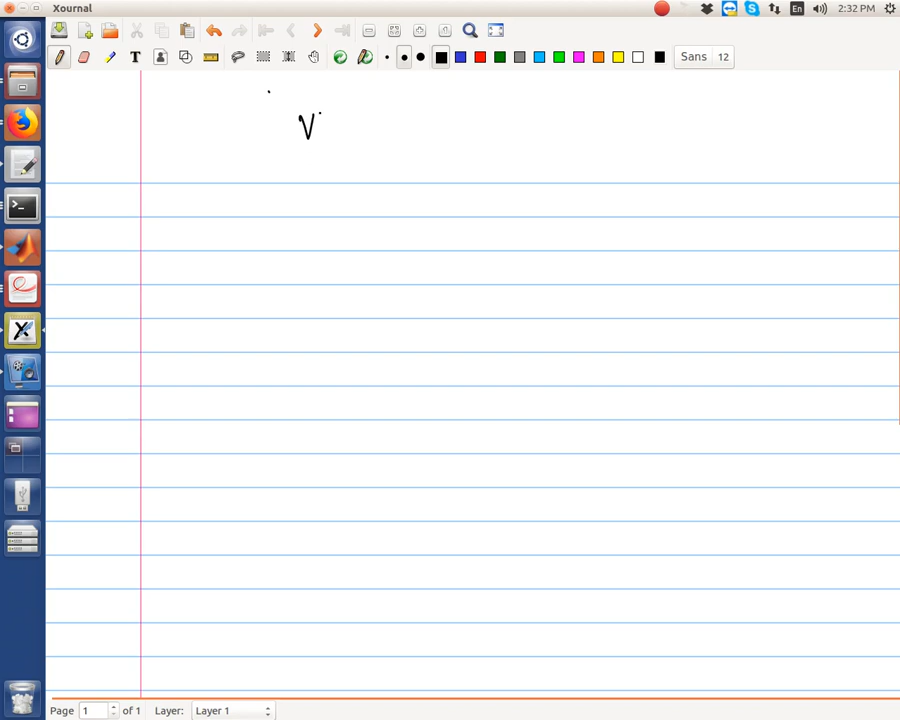 Xournal
En
2:32 PM
T
Sans 12
V
Page 1 of 1 Layer: Layer 1